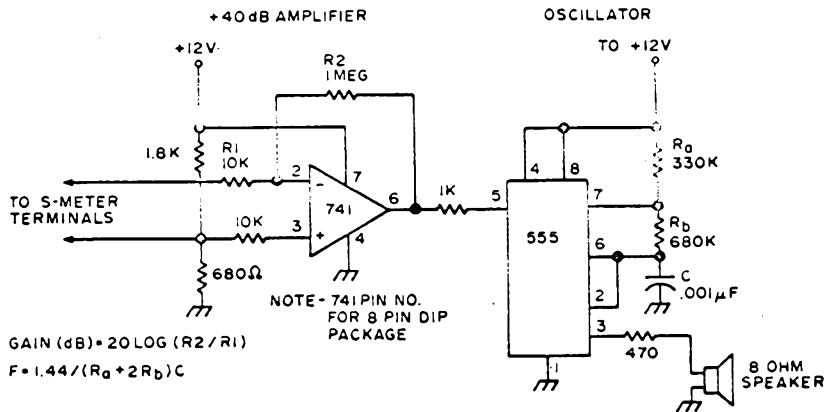 +40dB AMPLIFIER
OSCILLATOR
+12V
TO +12V
R2
1MEG
1.8K
R1
10K
2
-
7
741
6
1K
5
4
8
Ra
330K
7
Rb
680K
555
6
2
C
.001µF
3
470
1
8 OHM
SPEAKER
TO S-METER
TERMINALS
10K
3
+
4
680Ω
NOTE - 741 PIN NO.
FOR 8 PIN DIP
PACKAGE
GAIN (dB) = 20 LOG (R2/R1)
F = 1.44/(Ra + 2Rb)C